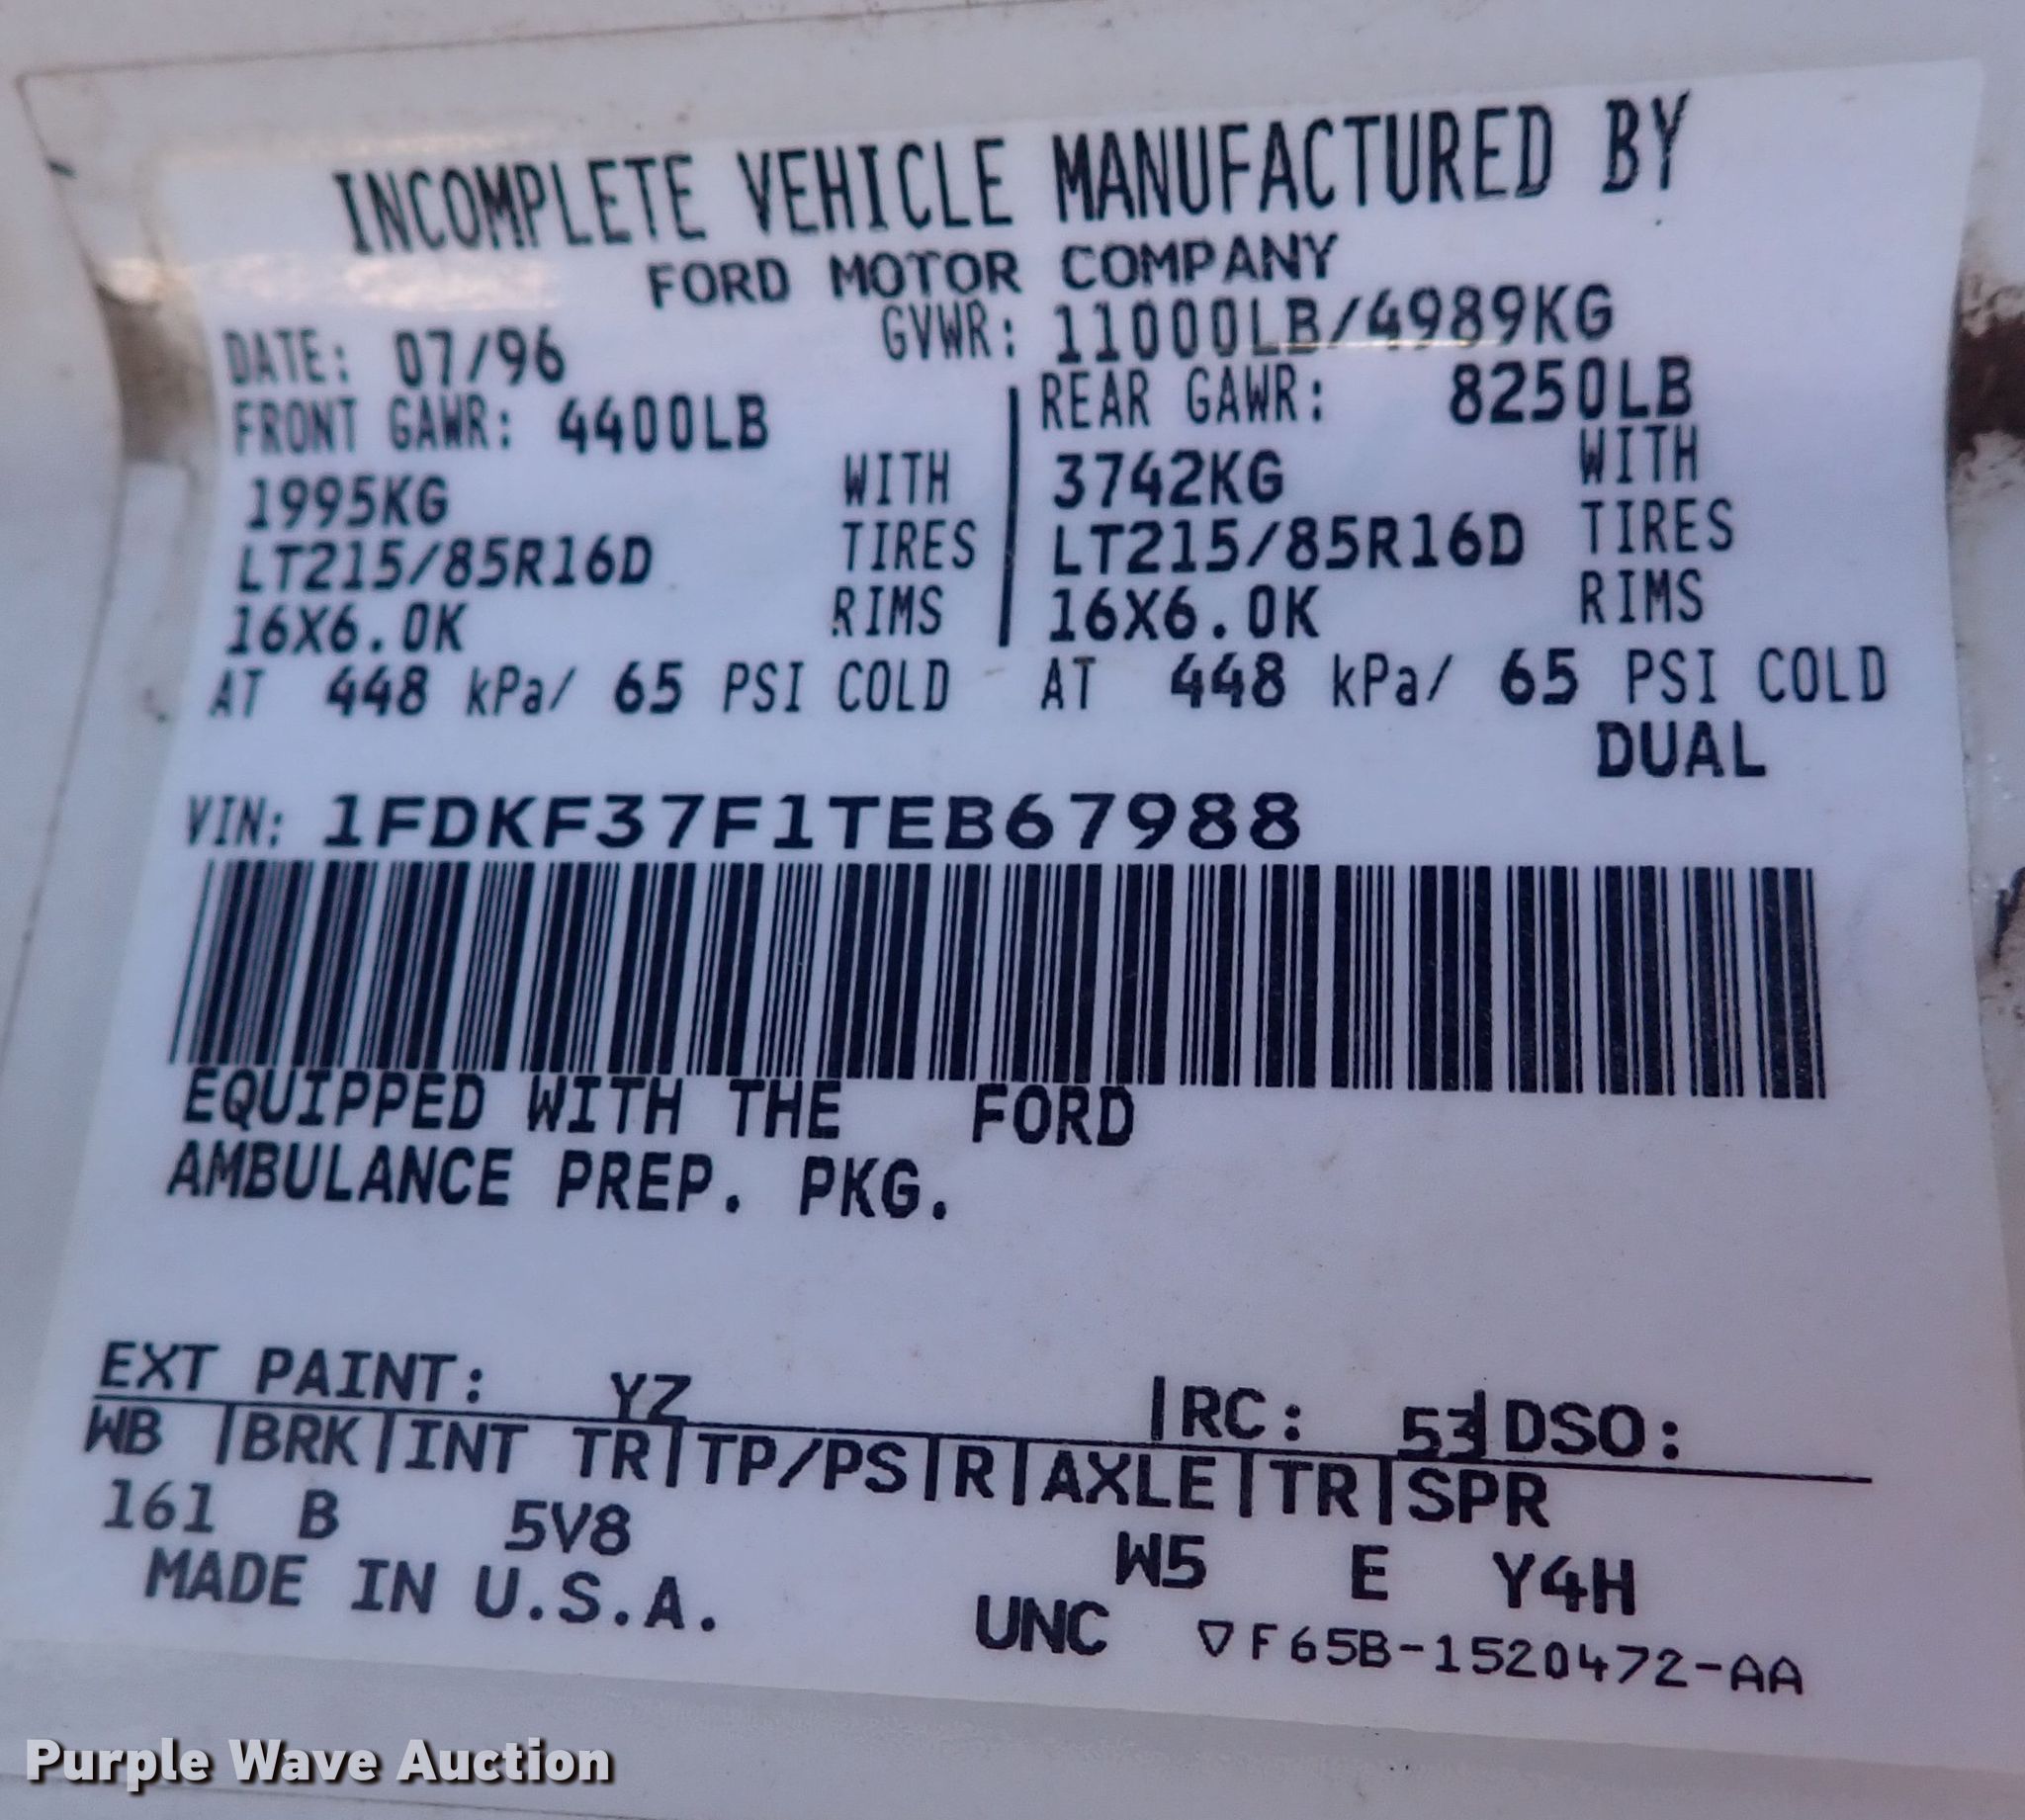 INCOMPLETE VEHICLE MANUFACTURED BY
FORD MOTOR COMPANY
DATE: 07/96 GVWR: 11000LB/4989KG
FRONT GAWR: 4400LB REAR GAWR: 8250LB
1995KG WITH 3742KG WITH
LT215/85R16D TIRES LT215/85R16D TIRES
16X6.0K RIMS 16X6.0K RIMS
AT 448 kPa/ 65 PSI COLD AT 448 kPa/ 65 PSI COLD
DUAL
VIN: 1FDKF37F1TEB67988
EQUIPPED WITH THE FORD
AMBULANCE PREP. PKG.
EXT PAINT: YZ |RC: 53|DSO:
WB |BRK|INT TR|TP/PS|R|AXLE|TR|SPR
161 B 5V8 W5 E Y4H
MADE IN U.S.A. UNC ▽F65B-1520472-AA
Purple Wave Auction